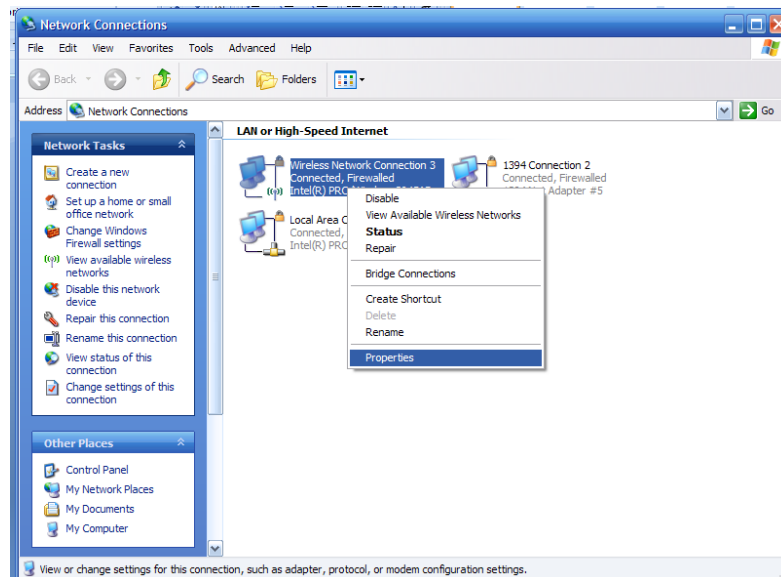 Network Connections
File Edit View Favorites Tools Advanced Help
Back Search Folders
Address Network Connections Go
Network Tasks
Create a new
connection
Set up a home or small
office network
Change Windows
Firewall settings
View available wireless
networks
Disable this network
device
Repair this connection
Rename this connection
View status of this
connection
Change settings of this
connection
Other Places
Control Panel
My Network Places
My Documents
My Computer
LAN or High-Speed Internet
Wireless Network Connection 3
Connected, Firewalled
Intel(R) PRO
1394 Connection 2
Connected, Firewalled
Adapter #5
Local Area
Connected,
Intel(R) PRO
Disable
View Available Wireless Networks
Status
Repair
Bridge Connections
Create Shortcut
Delete
Rename
Properties
View or change settings for this connection, such as adapter, protocol, or modem configuration settings.